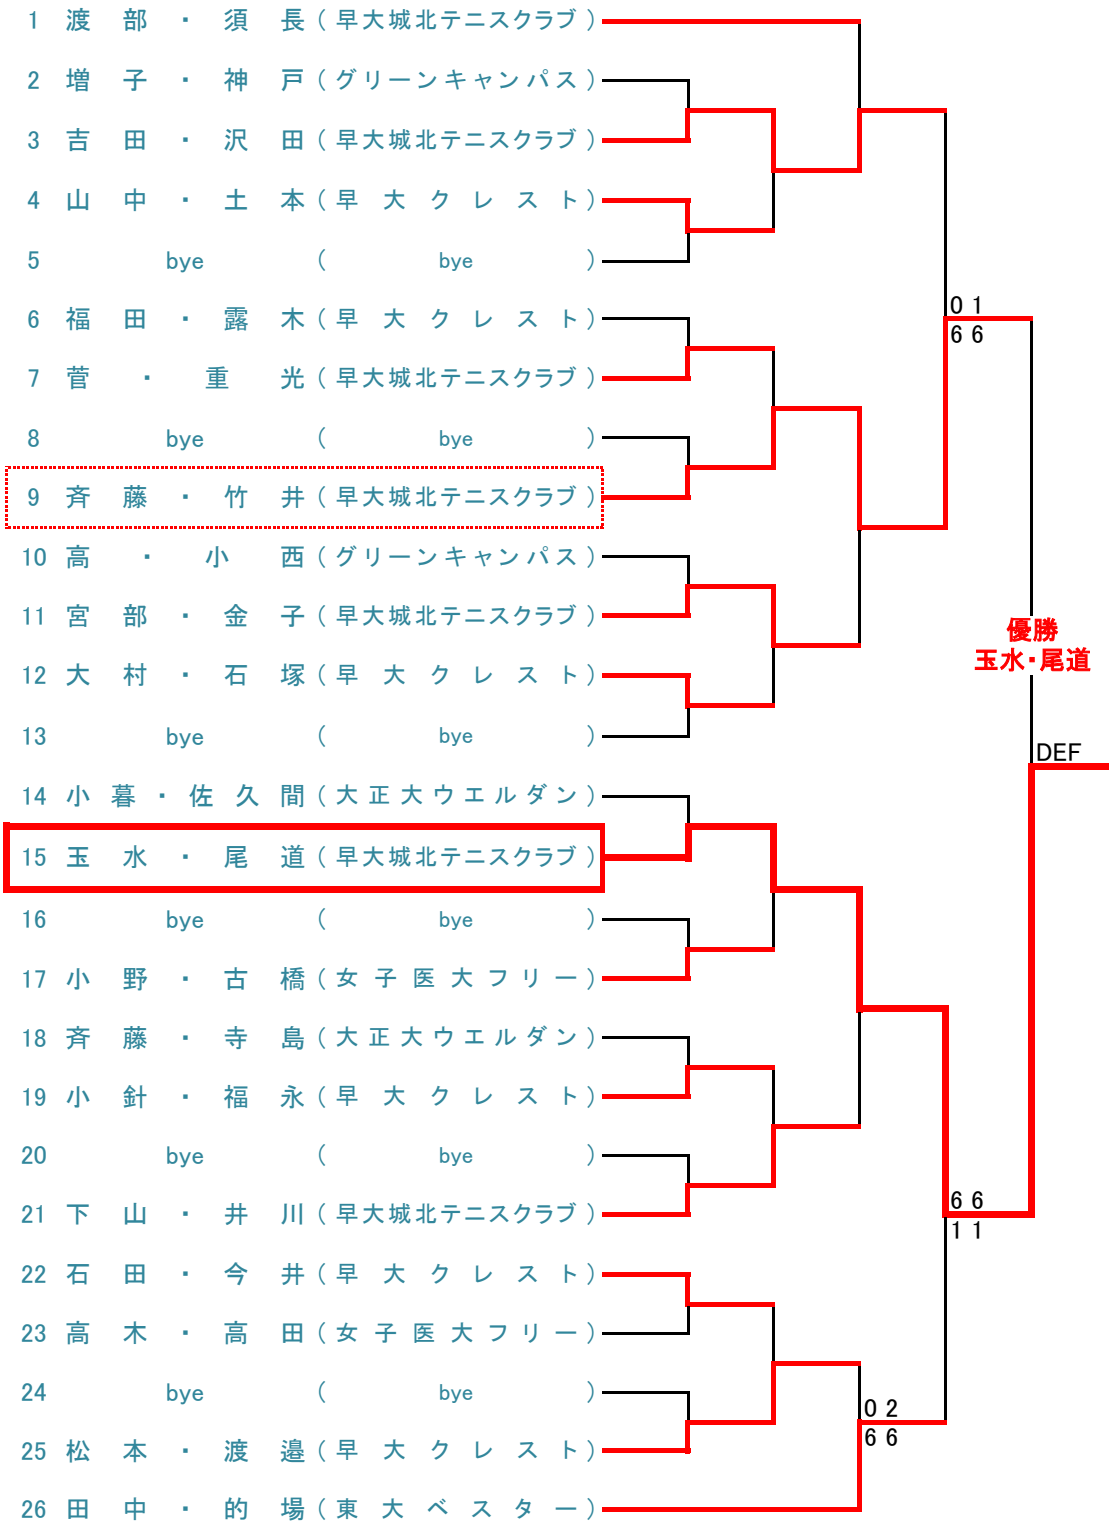 1 渡部・須長(早大城北テニスクラブ)
2 増子・神戸(グリーンキャンパス)
3 吉田・沢田(早大城北テニスクラブ)
4 山中・土本(早大クレスト)
5 bye ( bye )
0 1
6 福田・露木(早大クレスト)
6 6
7 菅・重光(早大城北テニスクラブ)
8 bye ( bye )
9 斉藤・竹井(早大城北テニスクラブ)
10 高・小西(グリーンキャンパス)
11 宮部・金子(早大城北テニスクラブ)
優勝
玉水・尾道
12 大村・石塚(早大クレスト)
13 bye ( bye )
DEF
14 小暮・佐久間(大正大ウエルダン)
15 玉水・尾道(早大城北テニスクラブ)
16 bye ( bye )
17 小野・古橋(女子医大フリー)
18 斉藤・寺島(大正大ウエルダン)
19 小針・福永(早大クレスト)
20 bye ( bye )
6 6
21 下山・井川(早大城北テニスクラブ)
1 1
22 石田・今井(早大クレスト)
23 高木・高田(女子医大フリー)
24 bye ( bye )
0 2
6 6
25 松本・渡邉(早大クレスト)
26 田中・的場(東大ベスター)